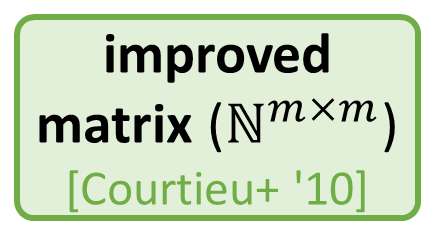 improved
matrix (ℕ^{m×m})
[Courtieu+ '10]